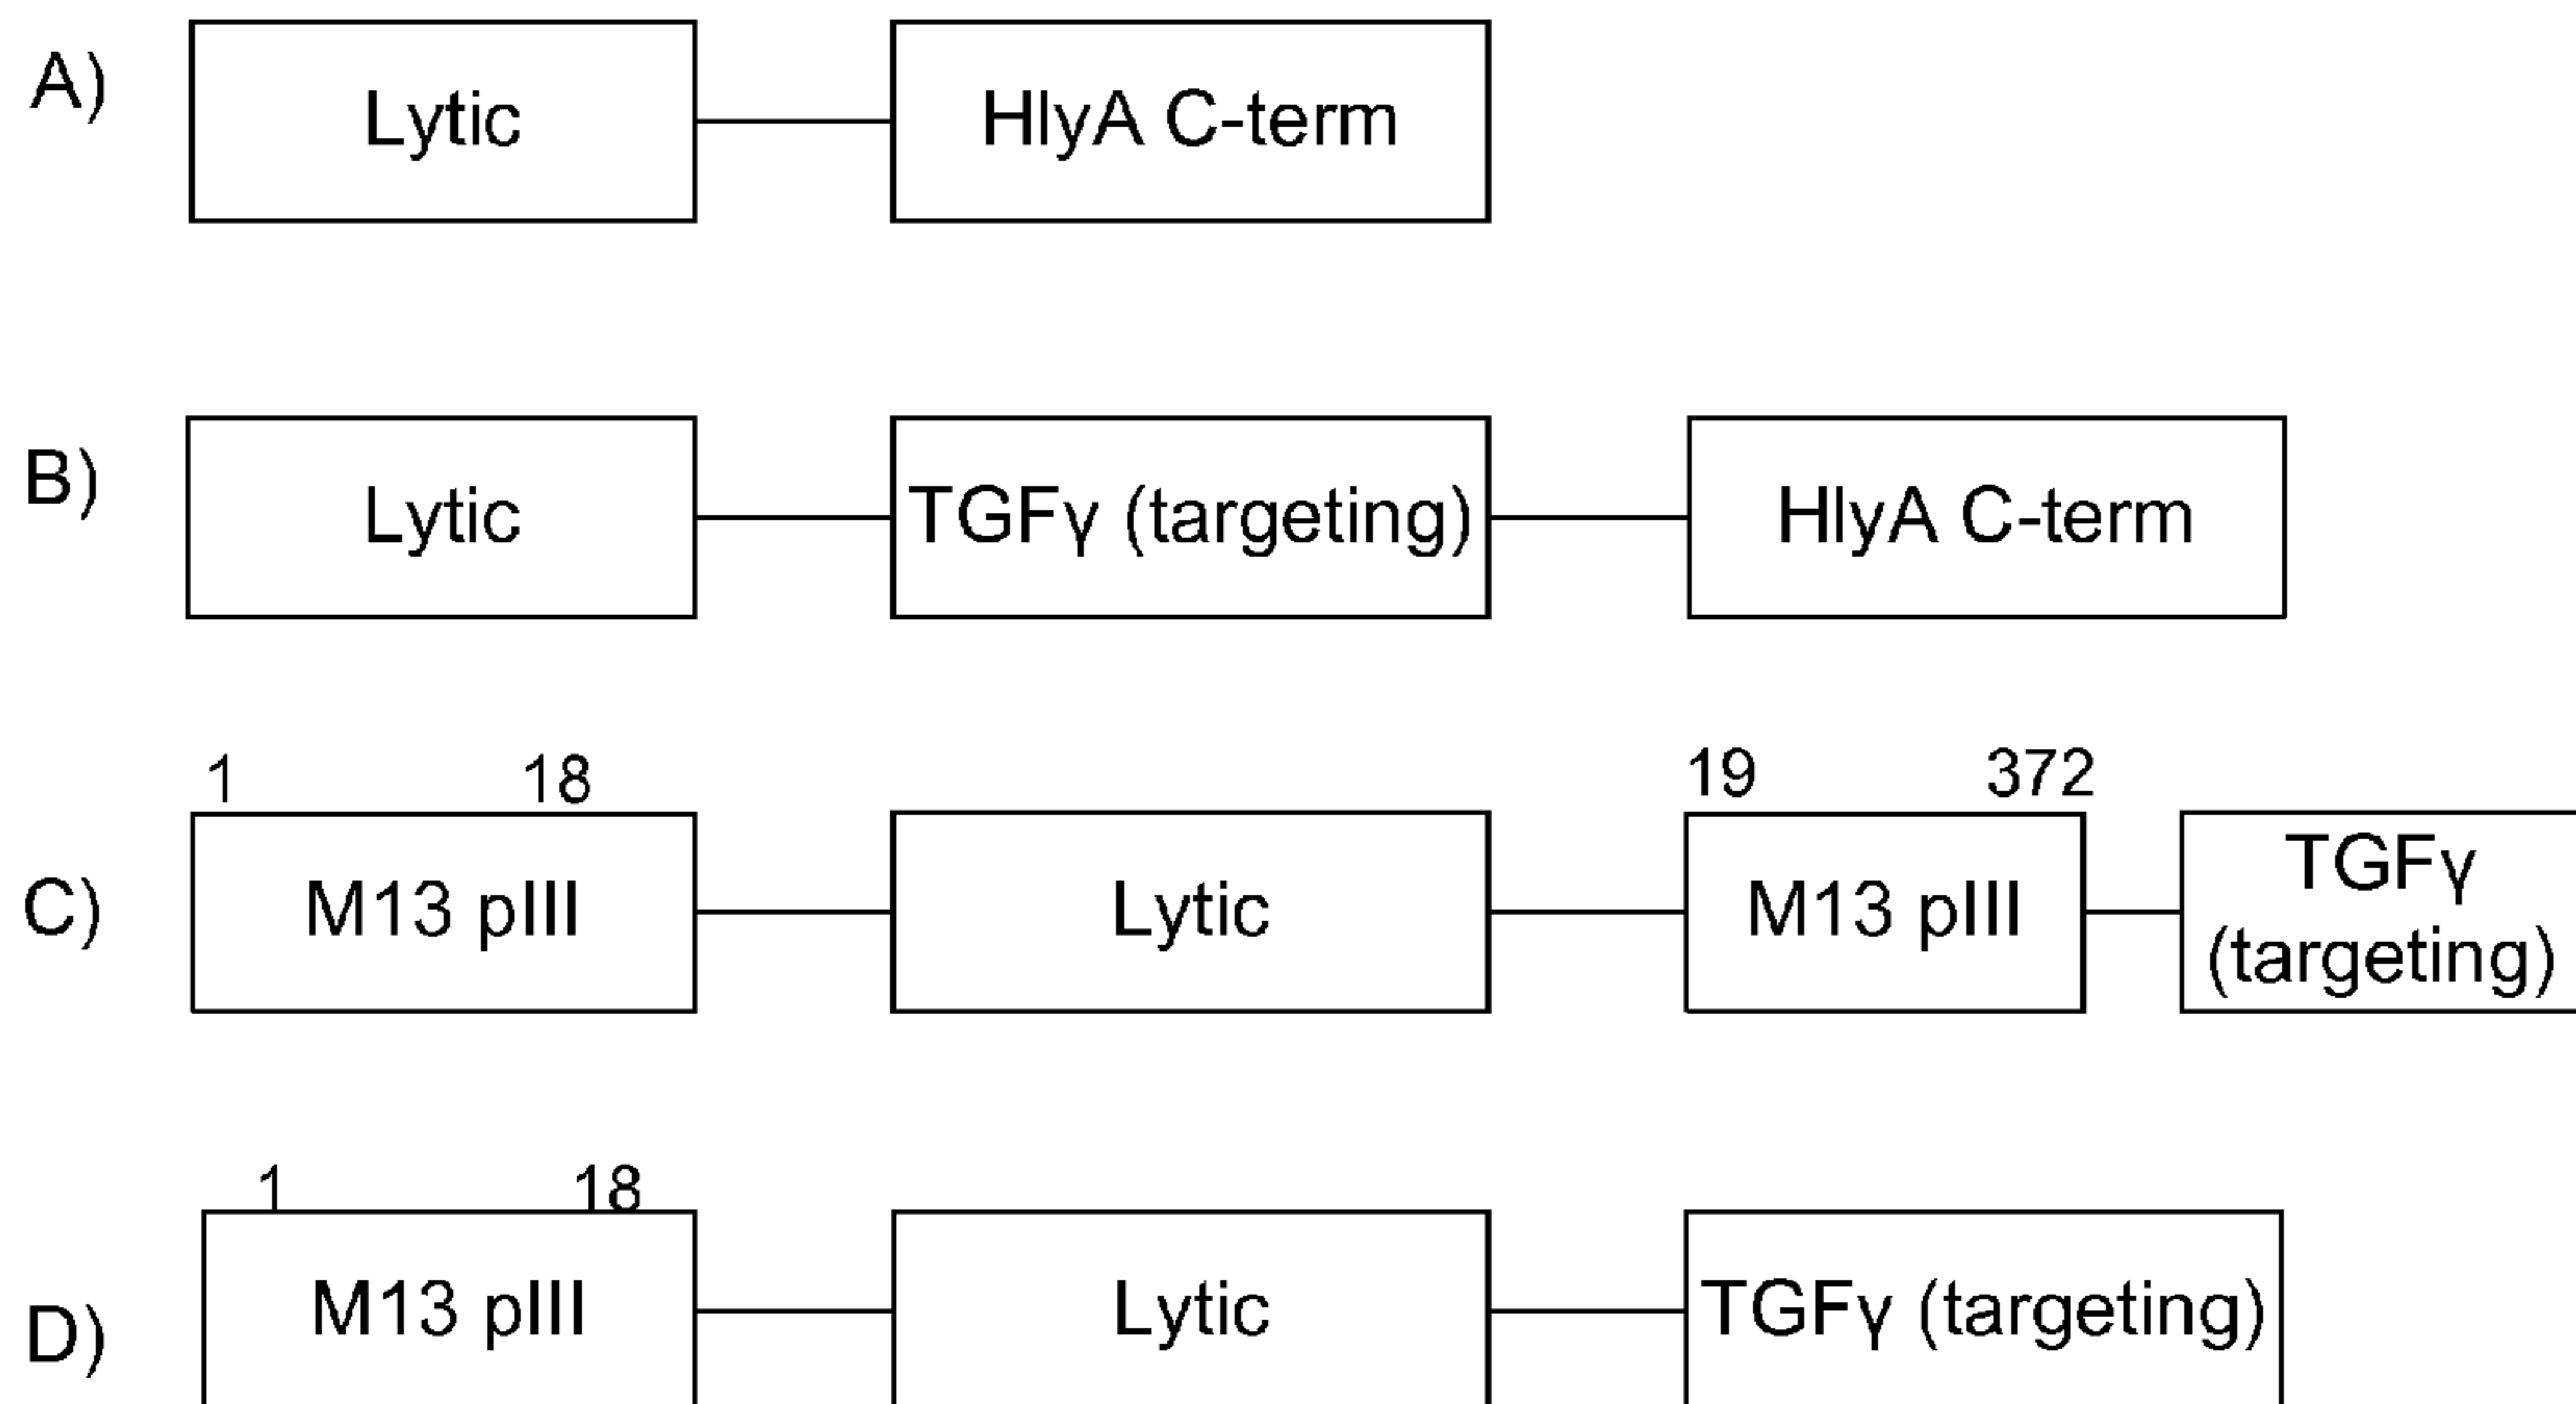 A) Lytic HlyA C-term
B) Lytic TGFγ (targeting) HlyA C-term
1 18 19 372
C) M13 pIII Lytic M13 pIII TGFγ
(targeting)
1 18
D) M13 pIII Lytic TGFγ (targeting)